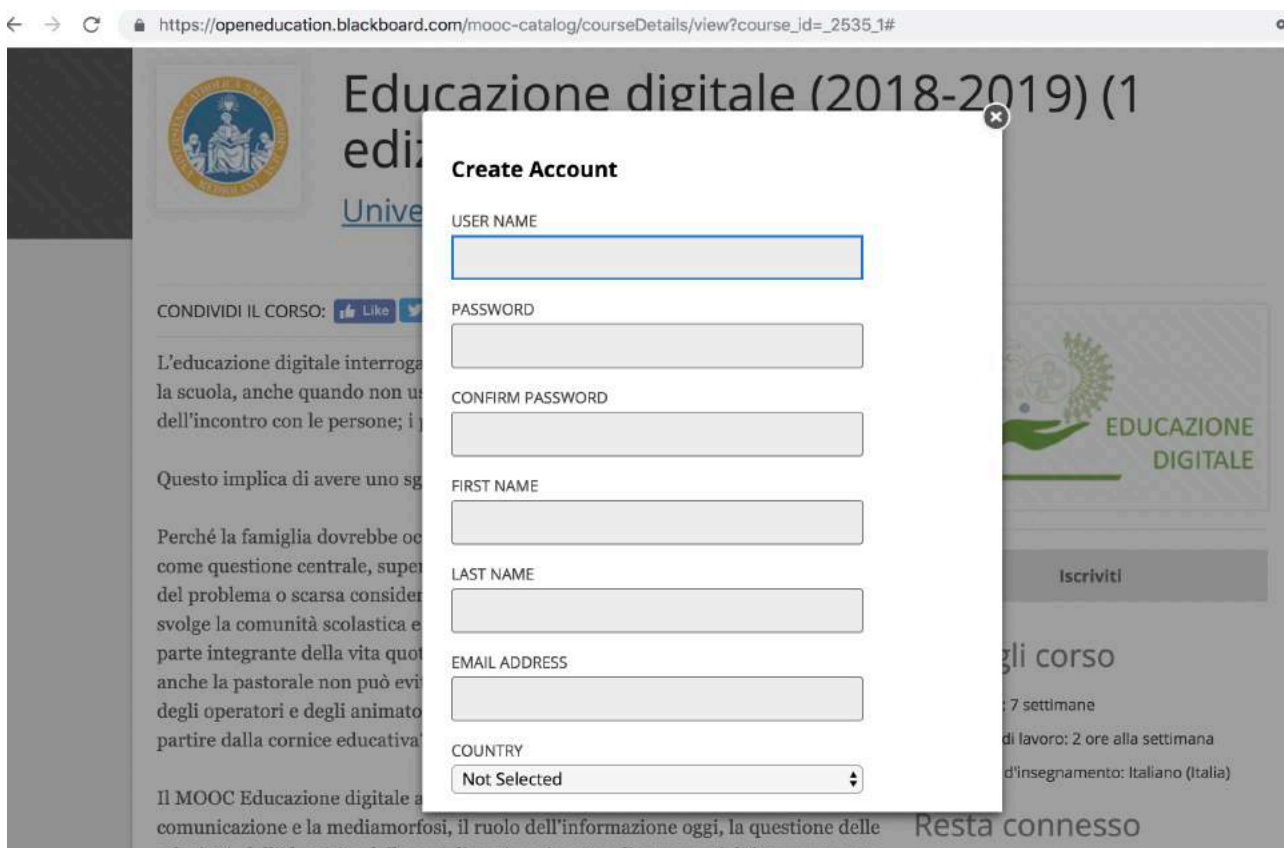 https://openeducation.blackboard.com/mooc-catalog/courseDetails/view?course_id=_2535_1#
Educazione digitale (2018-2019) (1
ediz
Unive
CONDIVIDI IL CORSO: Like
L'educazione digitale interroga
la scuola, anche quando non us
dell'incontro con le persone; i
Questo implica di avere uno sg
Perché la famiglia dovrebbe oc
come questione centrale, super
del problema o scarsa consider
svolge la comunità scolastica e
parte integrante della vita quot
anche la pastorale non può evi
degli operatori e degli animato
partire dalla cornice educativa
Il MOOC Educazione digitale a
comunicazione e la mediamorfosi, il ruolo dell'informazione oggi, la questione delle
Create Account
USER NAME
PASSWORD
CONFIRM PASSWORD
FIRST NAME
LAST NAME
EMAIL ADDRESS
COUNTRY
Not Selected
EDUCAZIONE
DIGITALE
Iscriviti
gli corso
: 7 settimane
di lavoro: 2 ore alla settimana
d'insegnamento: Italiano (Italia)
Resta connesso